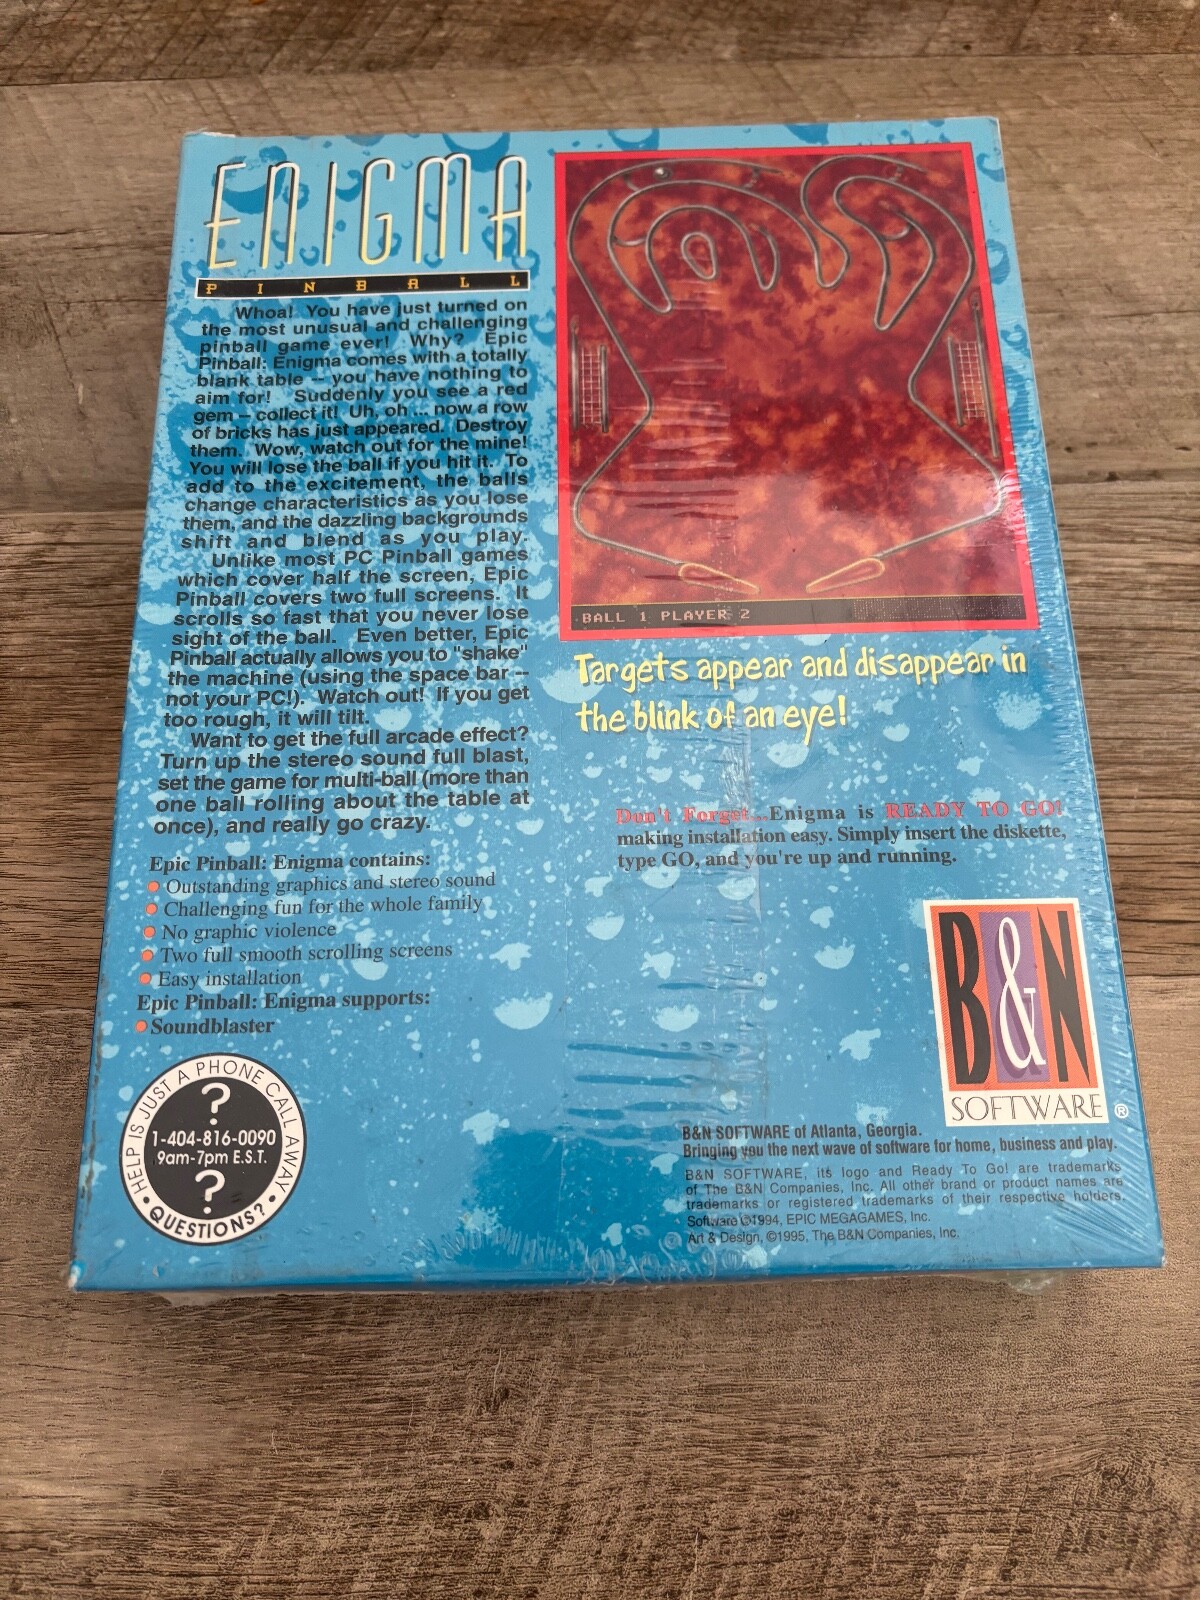 ENIGMA
PINBALL
Whoa! You have just turned on
the most unusual and challenging
pinball game ever! Why? Epic
Pinball: Enigma comes with a totally
blank table -- you have nothing to
aim for! Suddenly you see a red
gem -- collect it! Uh, oh ... now a row
of bricks has just appeared. Destroy
them. Wow, watch out for the mine!
You will lose the ball if you hit it. To
add to the excitement, the balls
change characteristics as you lose
them, and the dazzling backgrounds
shift and blend as you play.
Unlike most PC Pinball games
which cover half the screen, Epic
Pinball covers two full screens. It
scrolls so fast that you never lose
sight of the ball. Even better, Epic
Pinball actually allows you to "shake"
the machine (using the space bar --
not your PC!). Watch out! If you get
too rough, it will tilt.
Want to get the full arcade effect?
Turn up the stereo sound full blast,
set the game for multi-ball (more than
one ball rolling about the table at
once), and really go crazy.
Epic Pinball: Enigma contains:
Outstanding graphics and stereo sound
Challenging fun for the whole family
No graphic violence
Two full smooth scrolling screens
Easy installation
Epic Pinball: Enigma supports:
Soundblaster
HELP IS JUST A PHONE CALL AWAY
?
1-404-816-0090
9am-7pm E.S.T.
?
QUESTIONS?
BALL 1 PLAYER 2
Targets appear and disappear in
the blink of an eye!
Don't Forget...Enigma is READY TO GO!
making installation easy. Simply insert the diskette,
type GO, and you're up and running.
B&N
SOFTWARE ®
B&N SOFTWARE of Atlanta, Georgia.
Bringing you the next wave of software for home, business and play.
B&N SOFTWARE, its logo and Ready To Go! are trademarks
of The B&N Companies, Inc. All other brand or product names are
trademarks or registered trademarks of their respective holders.
Software ©1994, EPIC MEGAGAMES, Inc.
Art & Design, ©1995, The B&N Companies, Inc.